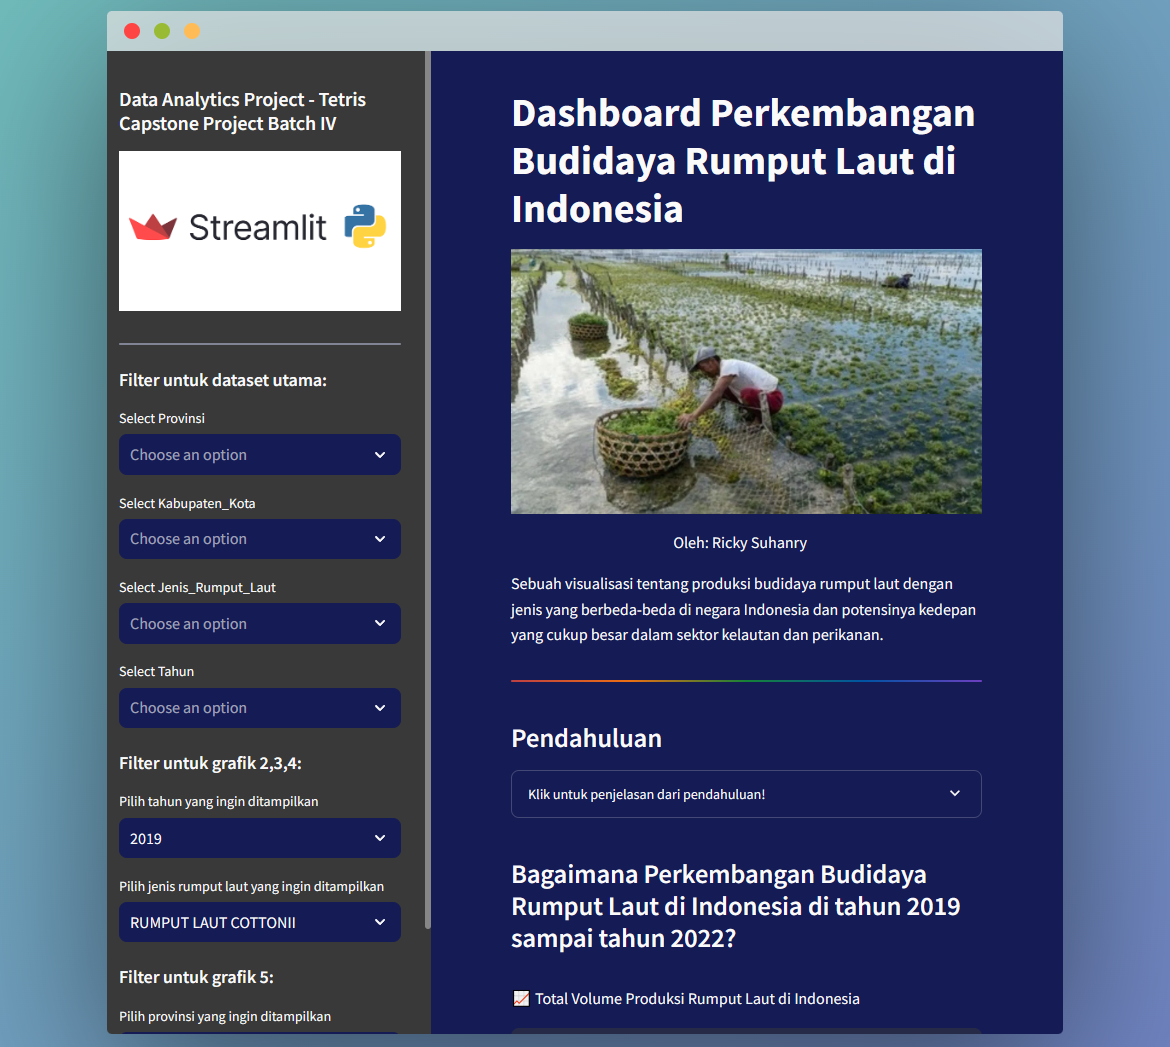 Data Analytics Project - Tetris
Capstone Project Batch IV
Streamlit
Filter untuk dataset utama:
Select Provinsi
Choose an option
Select Kabupaten_Kota
Choose an option
Select Jenis_Rumput_Laut
Choose an option
Select Tahun
Choose an option
Filter untuk grafik 2,3,4:
Pilih tahun yang ingin ditampilkan
2019
Pilih jenis rumput laut yang ingin ditampilkan
RUMPUT LAUT COTTONII
Filter untuk grafik 5:
Pilih provinsi yang ingin ditampilkan
Dashboard Perkembangan
Budidaya Rumput Laut di
Indonesia
Oleh: Ricky Suhanry
Sebuah visualisasi tentang produksi budidaya rumput laut dengan
jenis yang berbeda-beda di negara Indonesia dan potensinya kedepan
yang cukup besar dalam sektor kelautan dan perikanan.
Pendahuluan
Klik untuk penjelasan dari pendahuluan!
Bagaimana Perkembangan Budidaya
Rumput Laut di Indonesia di tahun 2019
sampai tahun 2022?
📈 Total Volume Produksi Rumput Laut di Indonesia